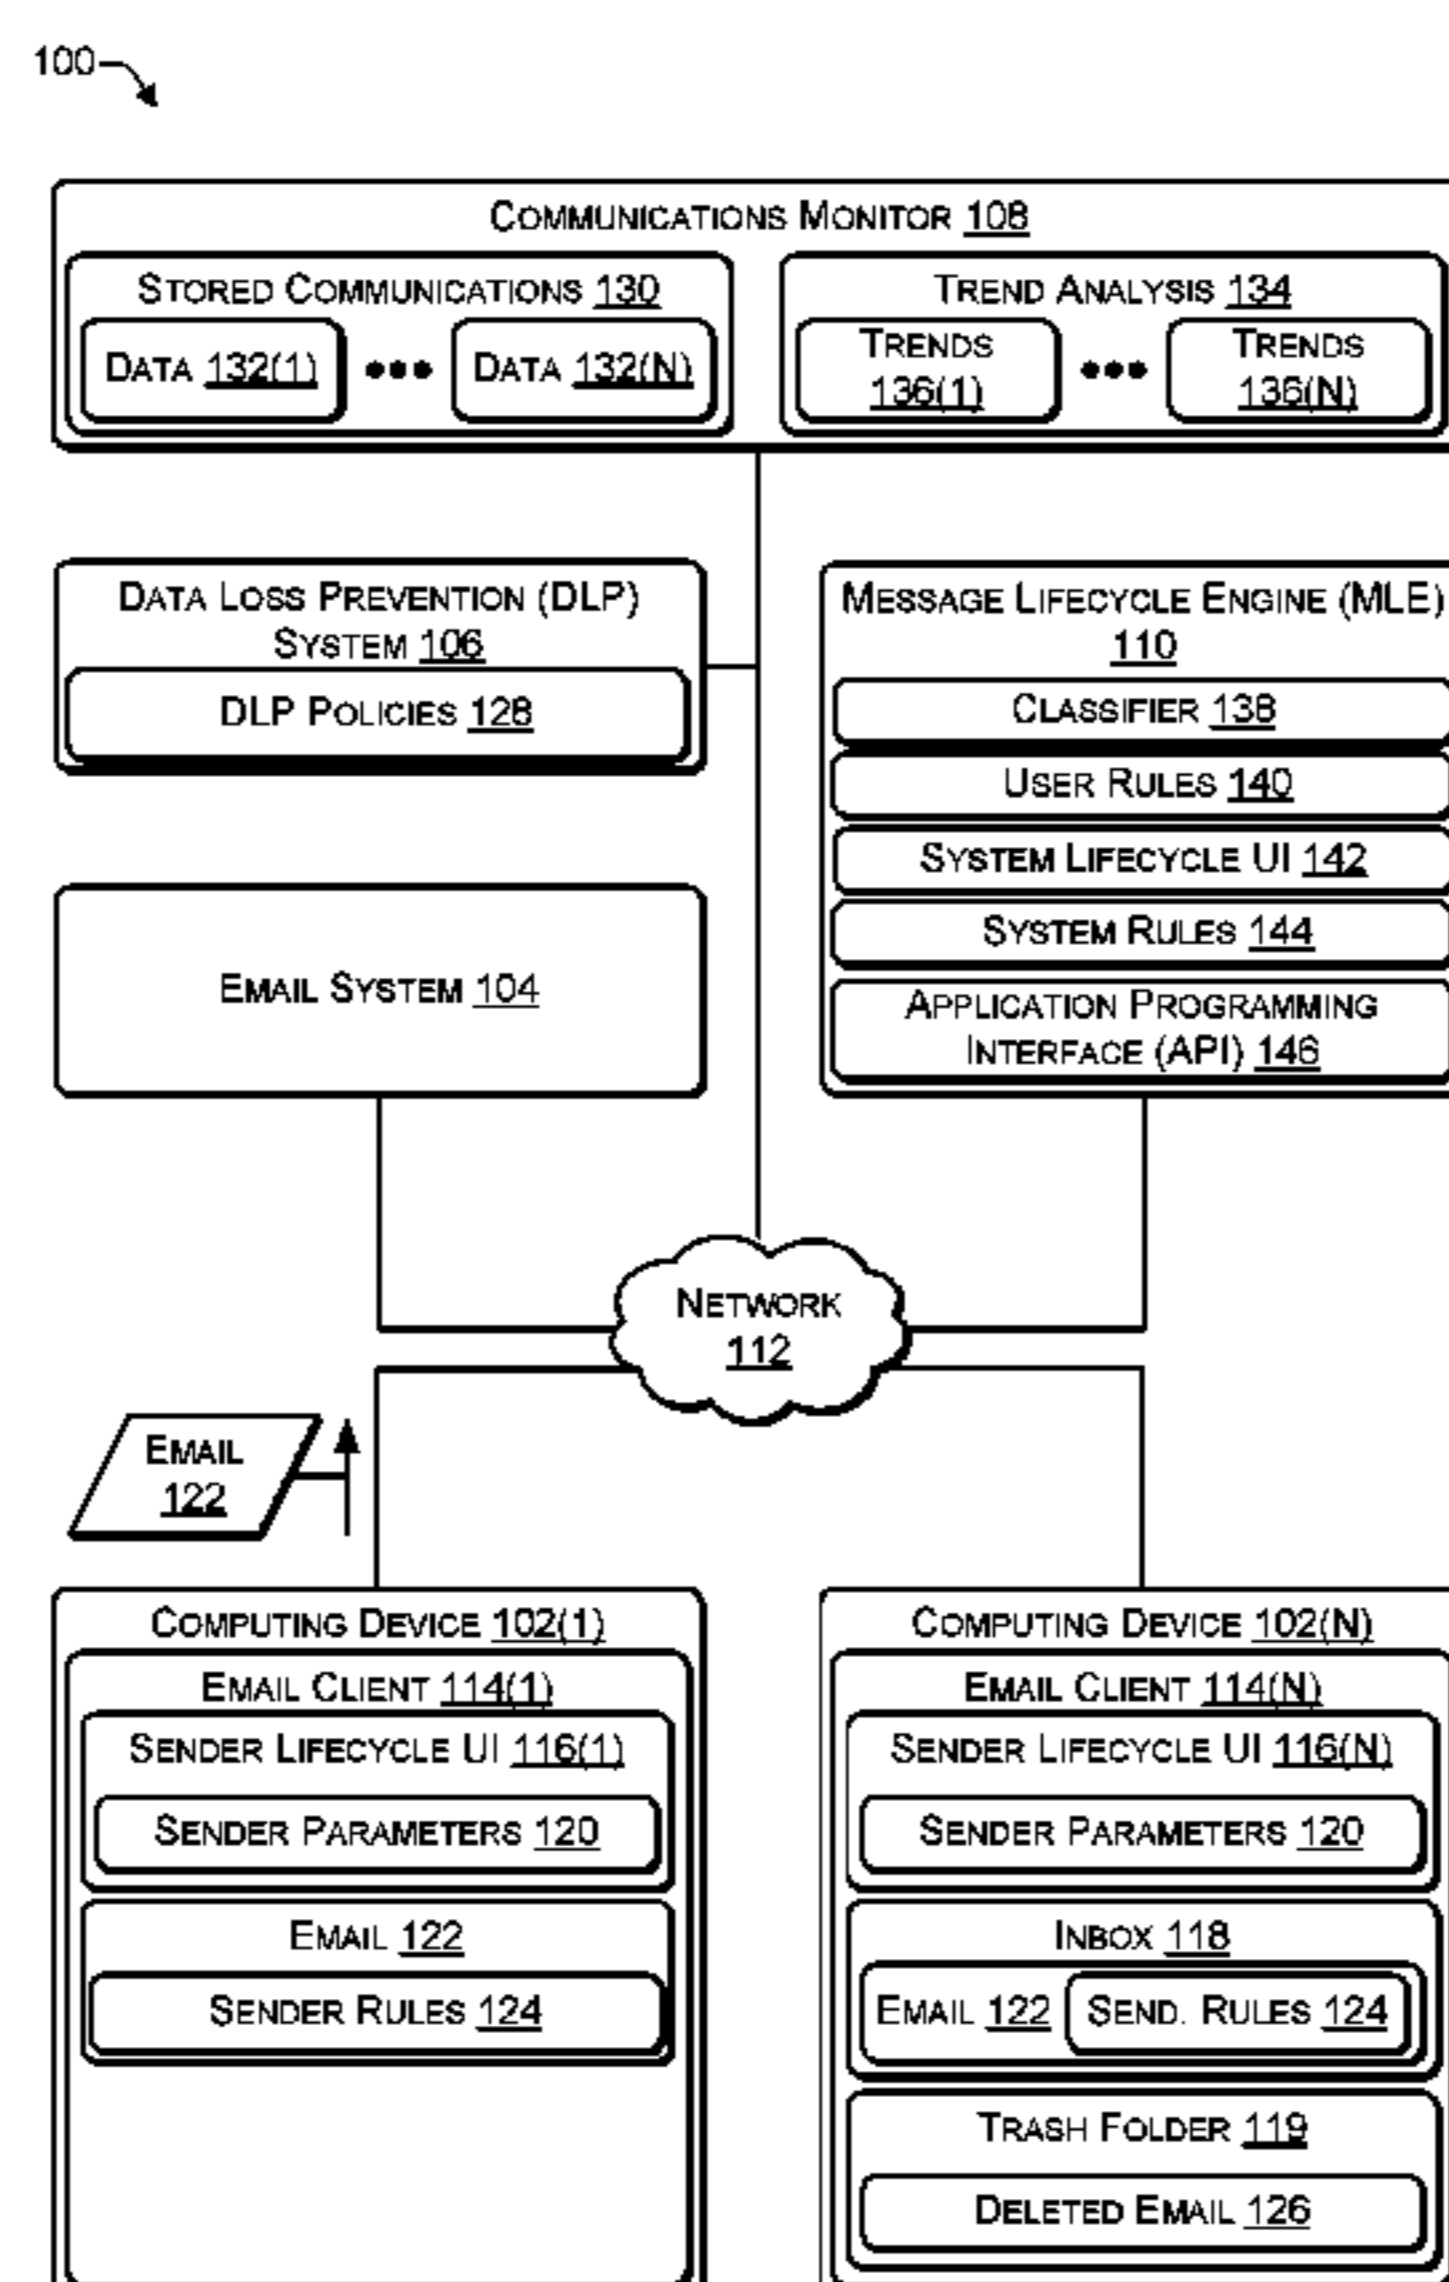 100
COMMUNICATIONS MONITOR 108
STORED COMMUNICATIONS 130
DATA 132(1)
DATA 132(N)
TREND ANALYSIS 134
TRENDS
136(1)
TRENDS
136(N)
DATA LOSS PREVENTION (DLP)
SYSTEM 106
DLP POLICIES 128
MESSAGE LIFECYCLE ENGINE (MLE)
110
CLASSIFIER 138
USER RULES 140
SYSTEM LIFECYCLE UI 142
SYSTEM RULES 144
APPLICATION PROGRAMMING
INTERFACE (API) 146
EMAIL SYSTEM 104
NETWORK
112
EMAIL
122
COMPUTING DEVICE 102(1)
EMAIL CLIENT 114(1)
SENDER LIFECYCLE UI 116(1)
SENDER PARAMETERS 120
EMAIL 122
SENDER RULES 124
COMPUTING DEVICE 102(N)
EMAIL CLIENT 114(N)
SENDER LIFECYCLE UI 116(N)
SENDER PARAMETERS 120
INBOX 118
EMAIL 122
SEND. RULES 124
TRASH FOLDER 119
DELETED EMAIL 126